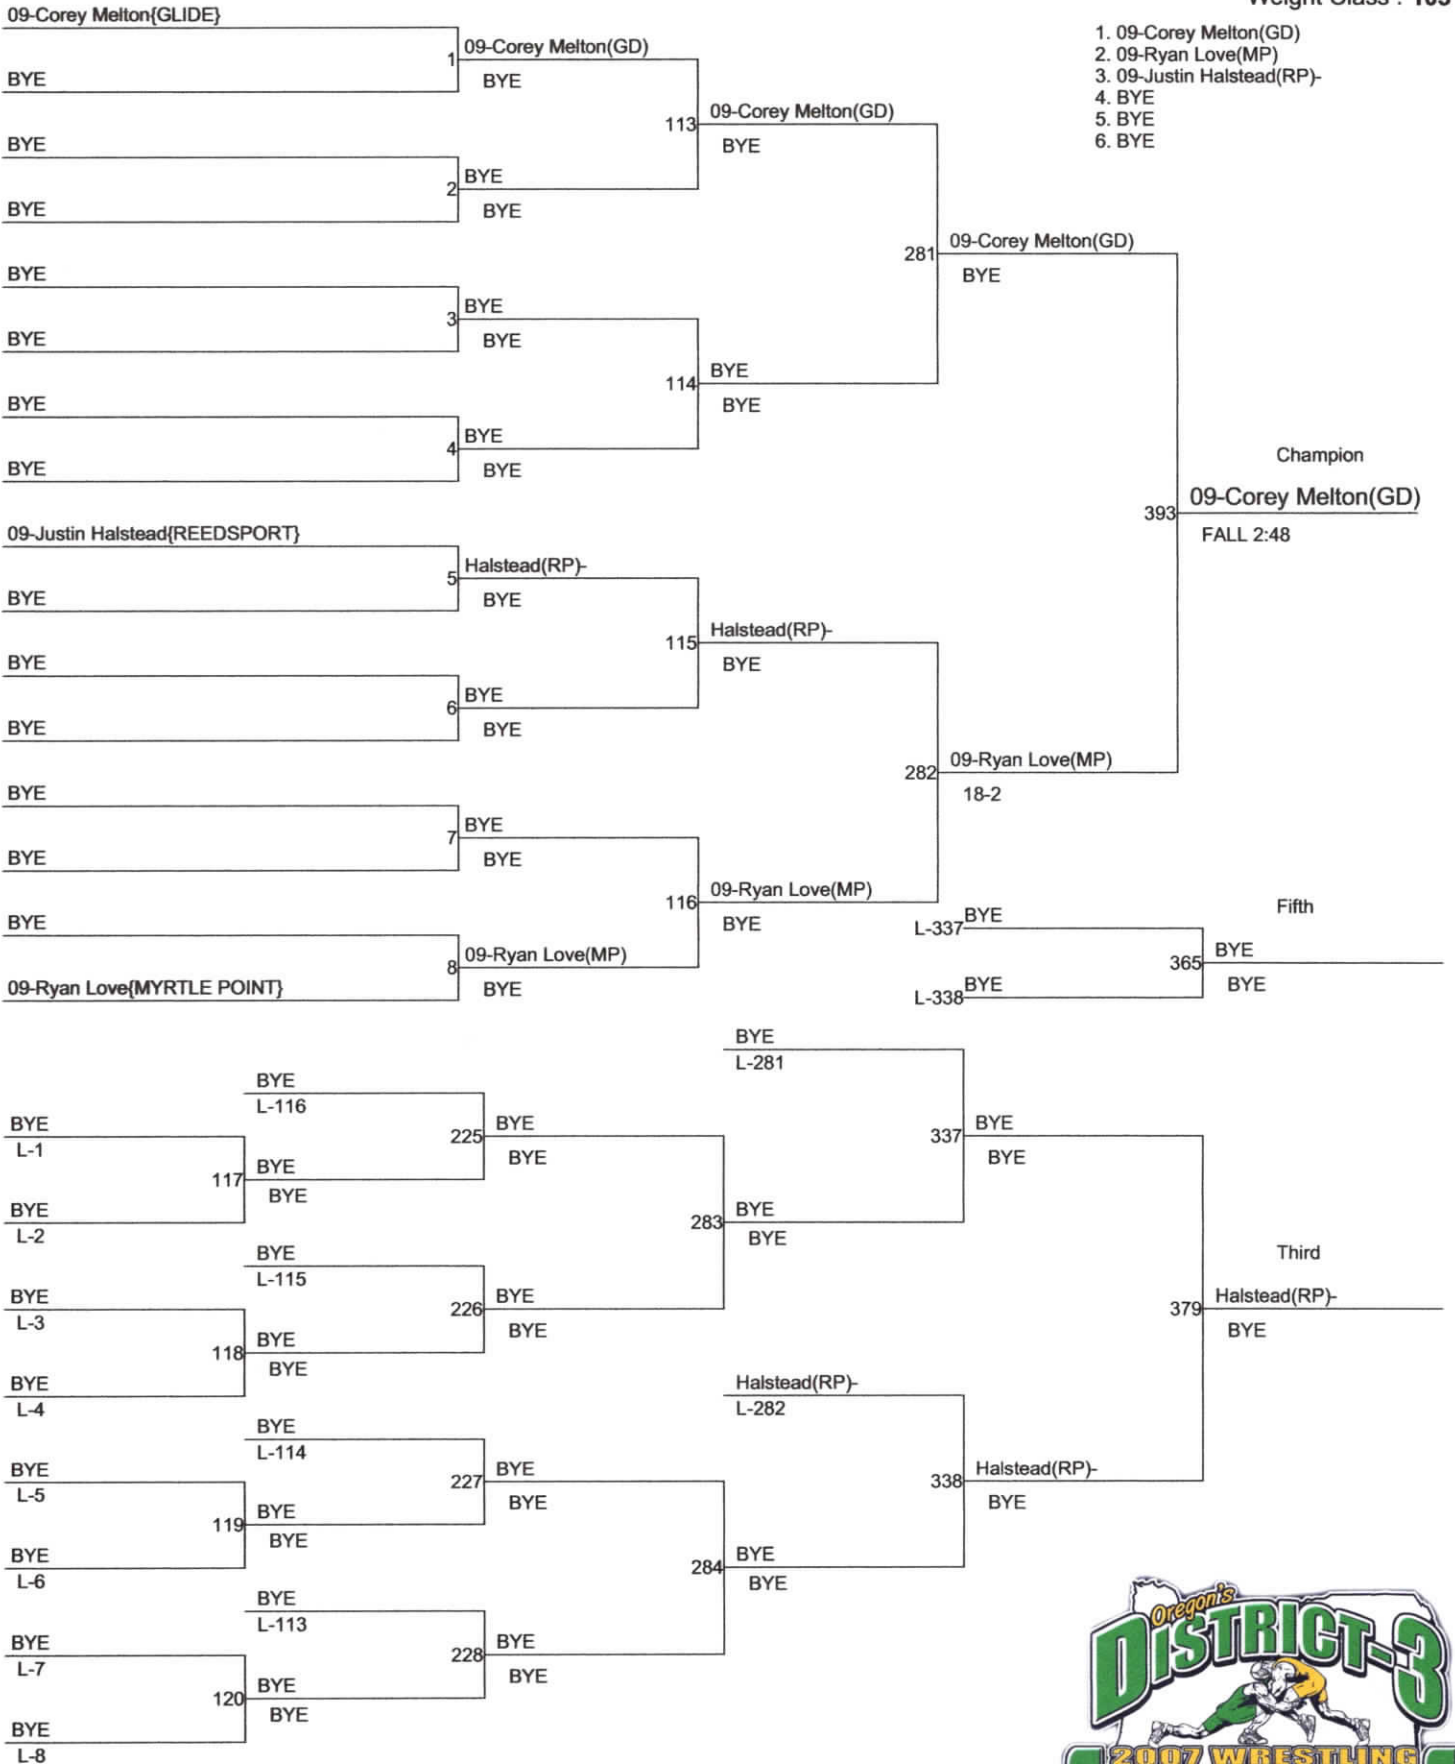 Weight Class : 103
1. 09-Corey Melton(GD)
2. 09-Ryan Love(MP)
3. 09-Justin Halstead(RP)-
4. BYE
5. BYE
6. BYE
09-Corey Melton{GLIDE}
1
09-Corey Melton(GD)
BYE
BYE
113
09-Corey Melton(GD)
BYE
BYE
2
BYE
BYE
BYE
281
09-Corey Melton(GD)
BYE
BYE
3
BYE
BYE
BYE
114
BYE
BYE
BYE
4
BYE
BYE
BYE
Champion
393
09-Corey Melton(GD)
FALL 2:48
09-Justin Halstead{REEDSPORT}
5
Halstead(RP)-
BYE
BYE
115
Halstead(RP)-
BYE
BYE
6
BYE
BYE
BYE
282
09-Ryan Love(MP)
18-2
BYE
7
BYE
BYE
BYE
116
09-Ryan Love(MP)
BYE
BYE
8
09-Ryan Love(MP)
BYE
09-Ryan Love{MYRTLE POINT}
Fifth
L-337
BYE
365
BYE
BYE
L-338
BYE
BYE
L-281
BYE
L-116
BYE
L-1
117
BYE
BYE
225
BYE
BYE
337
BYE
BYE
BYE
L-2
283
BYE
BYE
BYE
L-115
BYE
L-3
118
BYE
BYE
226
BYE
BYE
BYE
L-4
Third
379
Halstead(RP)-
BYE
Halstead(RP)-
L-282
BYE
L-114
BYE
L-5
119
BYE
BYE
227
BYE
BYE
338
Halstead(RP)-
BYE
BYE
L-6
284
BYE
BYE
BYE
L-113
BYE
L-7
120
BYE
BYE
228
BYE
BYE
BYE
L-8
Oregon's
DISTRICT-3
2007 WRESTLING